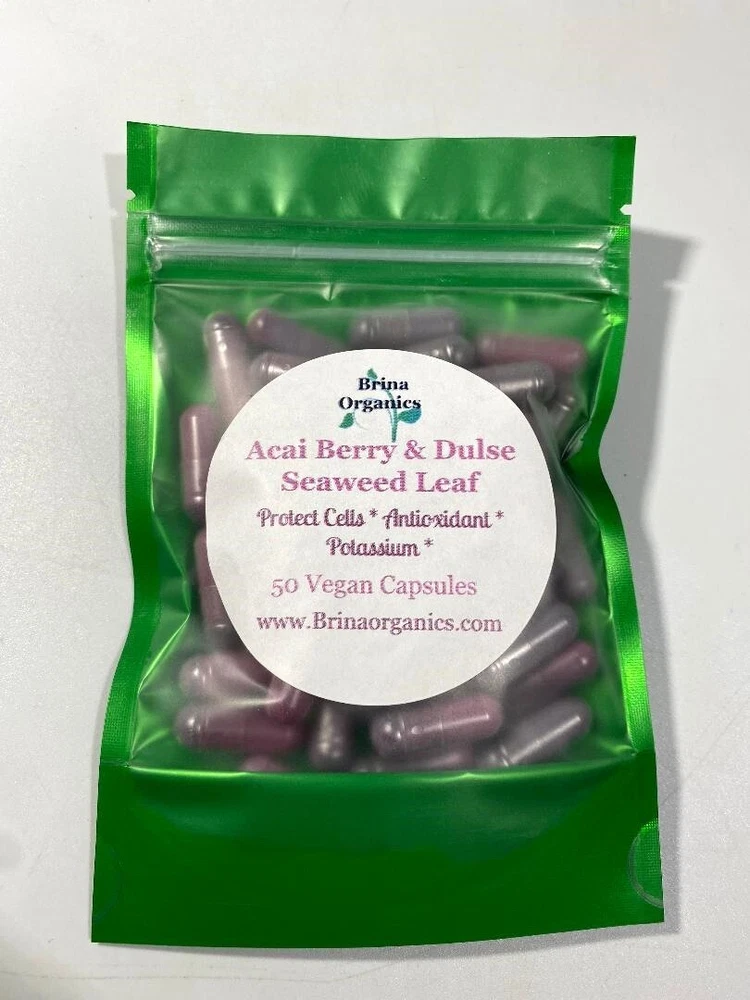 Brina
Organics
Acai Berry & Dulse
Seaweed Leaf
Protect Cells * Antioxidant *
Potassium *
50 Vegan Capsules
www.Brinaorganics.com